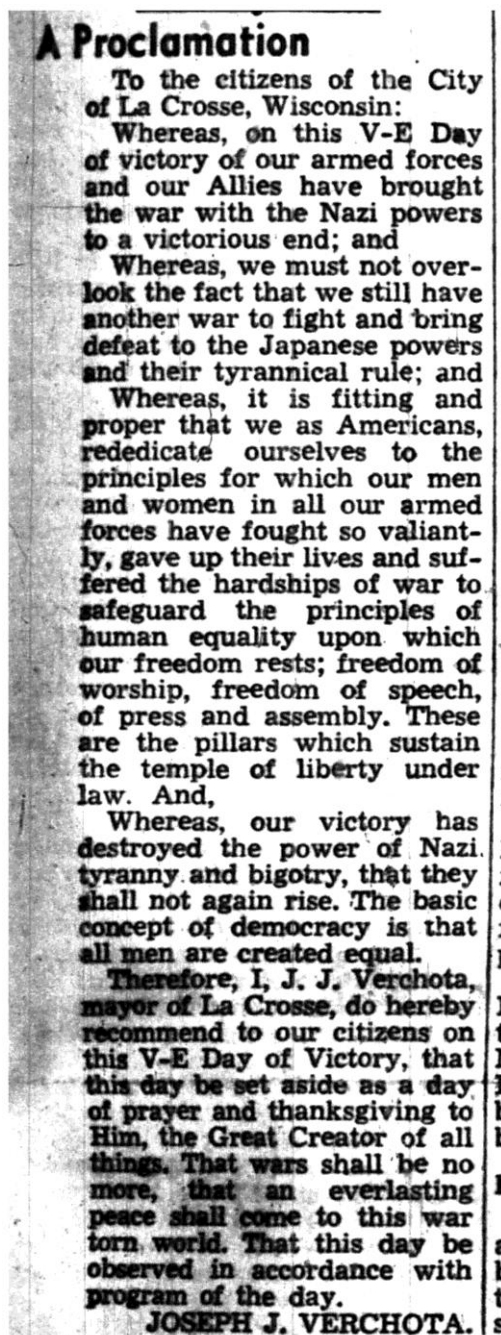 A Proclamation
To the citizens of the City
of La Crosse, Wisconsin:
Whereas, on this V-E Day
of victory of our armed forces
and our Allies have brought
the war with the Nazi powers
to a victorious end; and
Whereas, we must not over-
look the fact that we still have
another war to fight and bring
defeat to the Japanese powers
and their tyrannical rule; and
Whereas, it is fitting and
proper that we as Americans,
rededicate ourselves to the
principles for which our men
and women in all our armed
forces have fought so valiant-
ly, gave up their lives and suf-
fered the hardships of war to
safeguard the principles of
human equality upon which
our freedom rests; freedom of
worship, freedom of speech,
of press and assembly. These
are the pillars which sustain
the temple of liberty under
law. And,
Whereas, our victory has
destroyed the power of Nazi
tyranny and bigotry, that they
shall not again rise. The basic
concept of democracy is that
all men are created equal.
Therefore, I, J. J. Verchota,
mayor of La Crosse, do hereby
recommend to our citizens on
this V-E Day of Victory, that
this day be set aside as a day
of prayer and thanksgiving to
Him, the Great Creator of all
things. That wars shall be no
more, that an everlasting
peace shall come to this war
torn world. That this day be
observed in accordance with
program of the day.
JOSEPH J. VERCHOTA.